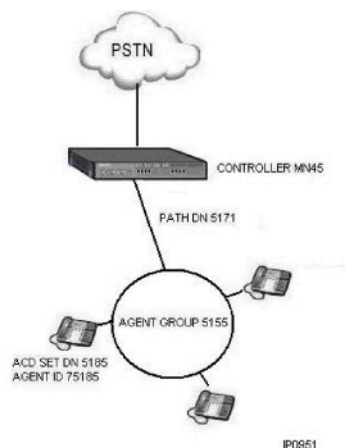 PSTN
CONTROLLER MN45
PATH DN 5171
AGENT GROUP 5155
ACD SET DN 5185
AGENT ID 75185
IP0951